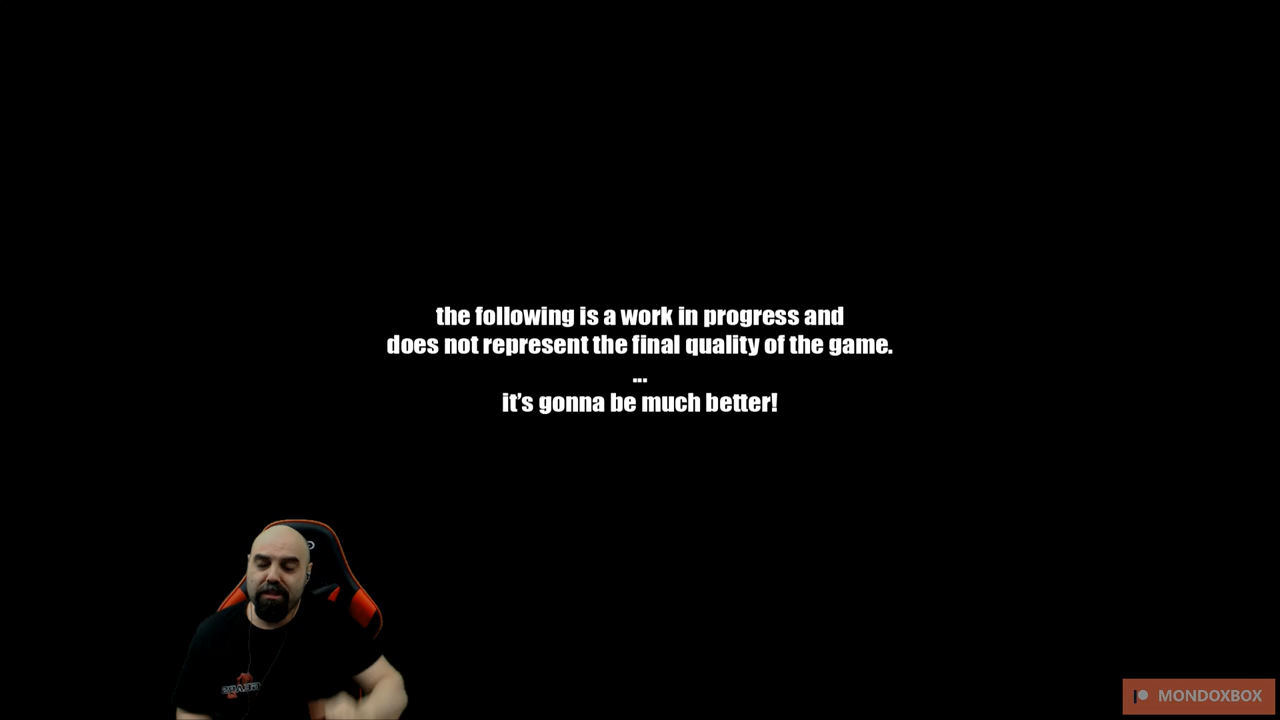 the following is a work in progress and
does not represent the final quality of the game.
...
it's gonna be much better!
MONDOXBOX